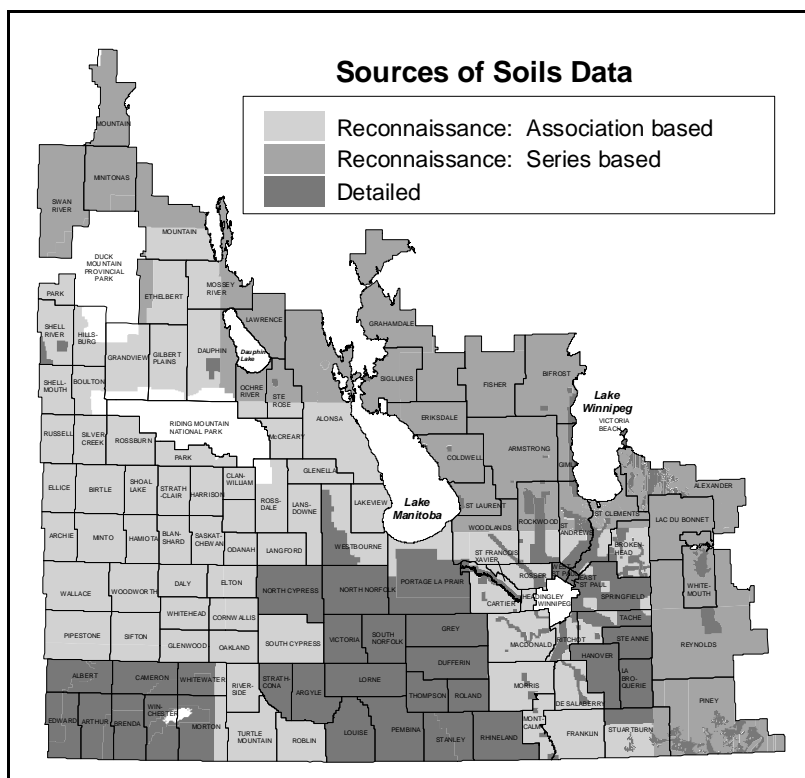 Sources of Soils Data
Reconnaissance: Association based
Reconnaissance: Series based
Detailed
MOUNTAIN
MINITONAS
SWAN
RIVER
MOUNTAIN
DUCK
MOUNTAIN
PROVINCIAL
PARK
PARK
ETHELBERT
MOSSEY
RIVER
LAWRENCE
GRAHAMDALE
SHELL
RIVER
HILLS-
BURG
GRANDVIEW
GILBERT
PLAINS
DAUPHIN
Dauphin
Lake
SIGLUNES
FISHER
BIFROST
SHELL-
MOUTH
BOULTON
OCHRE
RIVER
STE
ROSE
ALONSA
ERIKSDALE
Lake
Winnipeg
VICTORIA
BEACH
RUSSELL
SILVER
CREEK
ROSSBURN
RIDING MOUNTAIN
NATIONAL PARK
PARK
McCREARY
COLDWELL
ARMSTRONG
GIMLI
ELLICE
BIRTLE
SHOAL
LAKE
STRATH
-CLAIR
HARRISON
CLAN-
WILLIAM
GLENELLA
ROSS-
DALE
LANS-
DOWNE
LAKEVIEW
Lake
Manitoba
ST LAURENT
WOODLANDS
ROCKWOOD
ST
ANDREWS
ST CLEMENTS
ALEXANDER
LAC DU BONNET
ARCHIE
MINTO
HAMIOTA
BLAN-
SHARD
SASKAT-
CHEWAN
ODANAH
LANGFORD
WESTBOURNE
ST FRANCOIS
XAVIER
ROSSER
WEST
ST PAUL
EAST
ST PAUL
BROKEN-
HEAD
WHITE-
MOUTH
WALLACE
WOODWORTH
DALY
ELTON
NORTH CYPRESS
NORTH NORFOLK
PORTAGE LA PRAIR
CARTIER
HEADINGLEY
WINNIPEG
SPRINGFIELD
TACHE
WHITEHEAD
CORNWALLIS
PIPESTONE
SIFTON
GLENWOOD
OAKLAND
SOUTH CYPRESS
VICTORIA
SOUTH
NORFOLK
GREY
MACDONALD
RITCHOT
STE ANNE
HANOVER
REYNOLDS
ALBERT
CAMERON
WHITEWATER
RIVER-
SIDE
STRATH-
CONA
ARGYLE
LORNE
DUFFERIN
LA
BRO-
QUERIE
EDWARD
ARTHUR
BRENDA
WIN-
CHESTER
MORTON
THOMPSON
ROLAND
MORRIS
DE SALABERRY
PINEY
TURTLE
MOUNTAIN
ROBLIN
LOUISE
PEMBINA
STANLEY
RHINELAND
MONT-
CALM
FRANKLIN
STUARTBURN